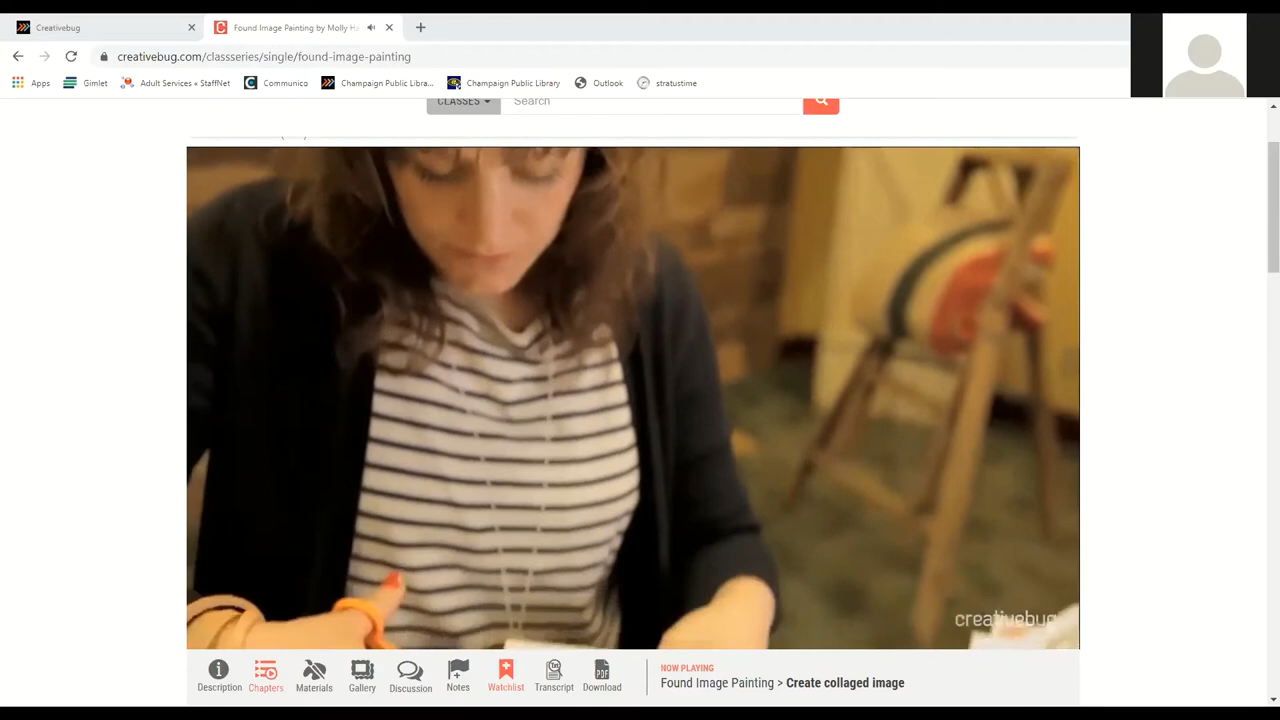 Creativebug
Found Image Painting by Molly Ha
creativebug.com/classseries/single/found-image-painting
Apps Gimlet Adult Services « StaffNet Communico Champaign Public Libra... Champaign Public Library Outlook stratustime
CLASSES Search
creativebug
Description Chapters Materials Gallery Discussion Notes Watchlist Transcript Download
NOW PLAYING
Found Image Painting > Create collaged image